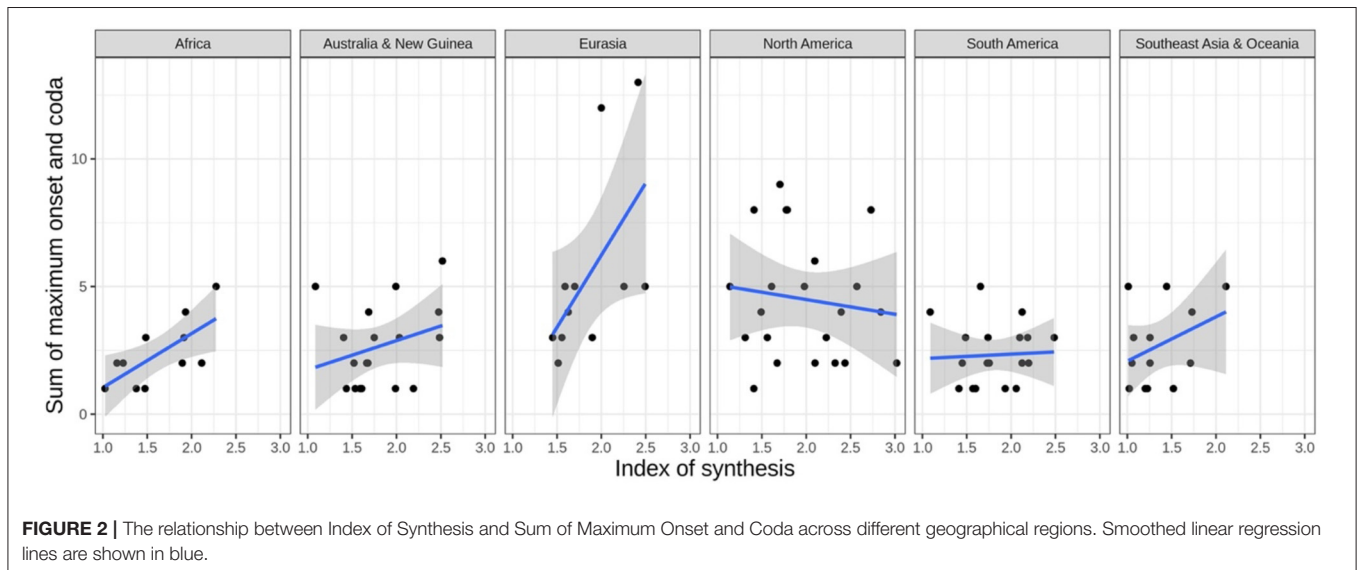 Africa
Australia & New Guinea
Eurasia
North America
South America
Southeast Asia & Oceania
Sum of maximum onset and coda
10
5
0
1.0 1.5 2.0 2.5 3.0 1.0 1.5 2.0 2.5 3.0 1.0 1.5 2.0 2.5 3.0 1.0 1.5 2.0 2.5 3.0 1.0 1.5 2.0 2.5 3.0 1.0 1.5 2.0 2.5 3.0
Index of synthesis
FIGURE 2 | The relationship between Index of Synthesis and Sum of Maximum Onset and Coda across different geographical regions. Smoothed linear regression
lines are shown in blue.